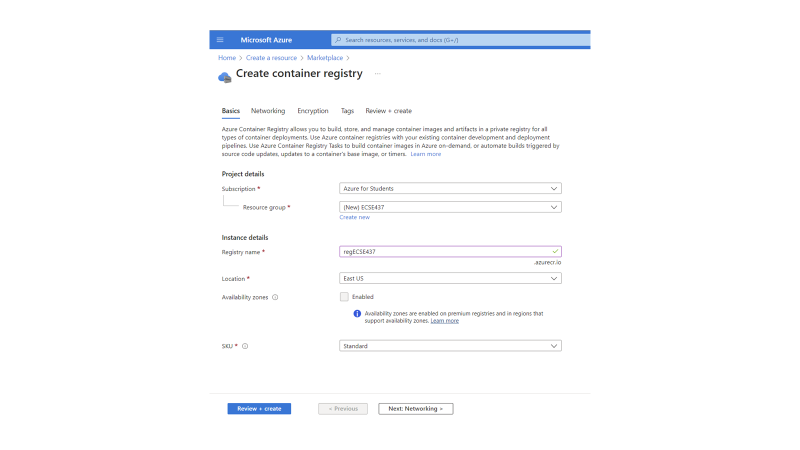 Microsoft Azure
Search resources, services, and docs (G+/)
Home > Create a resource > Marketplace >
Create container registry ...
Basics Networking Encryption Tags Review + create
Azure Container Registry allows you to build, store, and manage container images and artifacts in a private registry for all
types of container deployments. Use Azure container registries with your existing container development and deployment
pipelines. Use Azure Container Registry Tasks to build container images in Azure on-demand, or automate builds triggered by
source code updates, updates to a container's base image, or timers. Learn more
Project details
Subscription * Azure for Students
Resource group * (New) ECSE437
Create new
Instance details
Registry name * regECSE437
.azurecr.io
Location * East US
Availability zones Enabled
Availability zones are enabled on premium registries and in regions that
support availability zones. Learn more
SKU * Standard
Review + create < Previous Next: Networking >